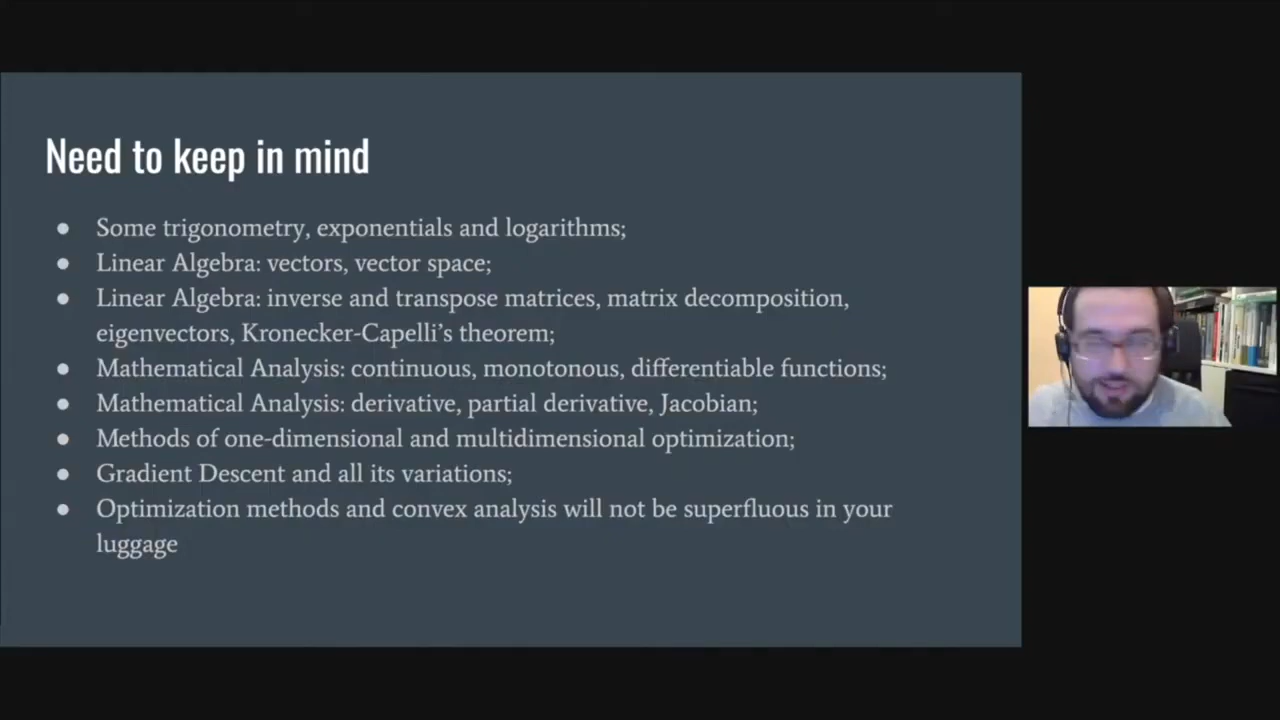 Need to keep in mind
● Some trigonometry, exponentials and logarithms;
● Linear Algebra: vectors, vector space;
● Linear Algebra: inverse and transpose matrices, matrix decomposition,
eigenvectors, Kronecker-Capelli’s theorem;
● Mathematical Analysis: continuous, monotonous, differentiable functions;
● Mathematical Analysis: derivative, partial derivative, Jacobian;
● Methods of one-dimensional and multidimensional optimization;
● Gradient Descent and all its variations;
● Optimization methods and convex analysis will not be superfluous in your
luggage